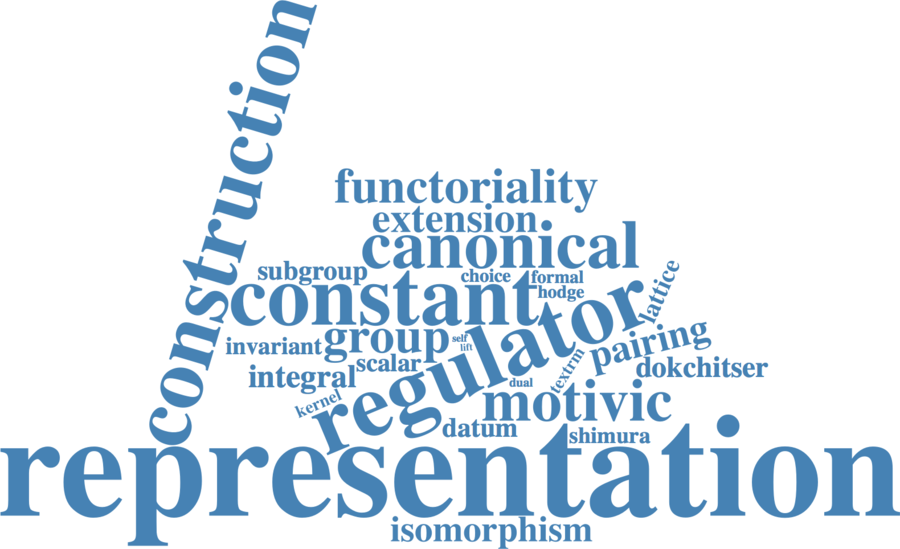 construction
functoriality
extension
canonical
subgroup
choice
formal
constant
hodge
lattice
regulator
invariant
group
self
lift
pairing
integral
scalar
textrm
dokchitser
kernel
dual
motivic
datum
shimura
representation
isomorphism